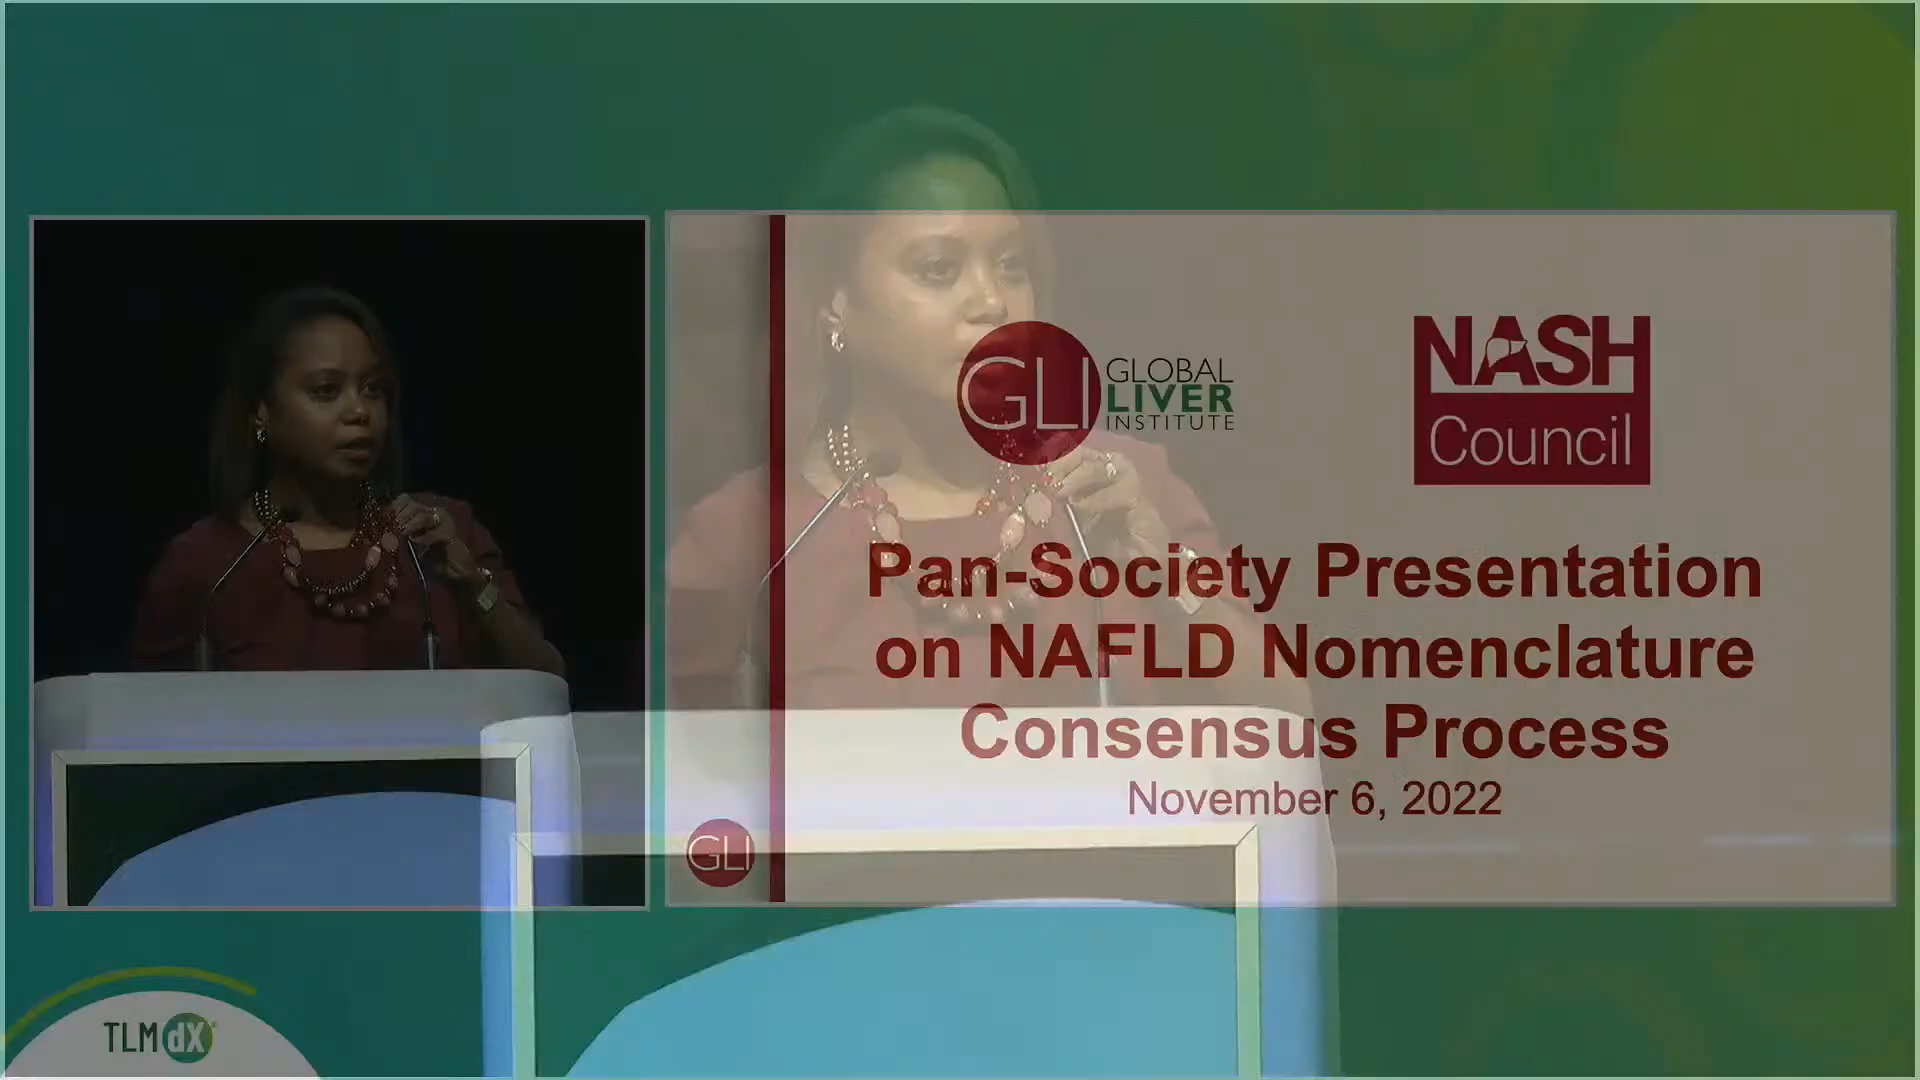 GLI
GLOBAL
LIVER
INSTITUTE
NASH
Council
Pan-Society Presentation
on NAFLD Nomenclature
Consensus Process
November 6, 2022
GLI
TLMdX